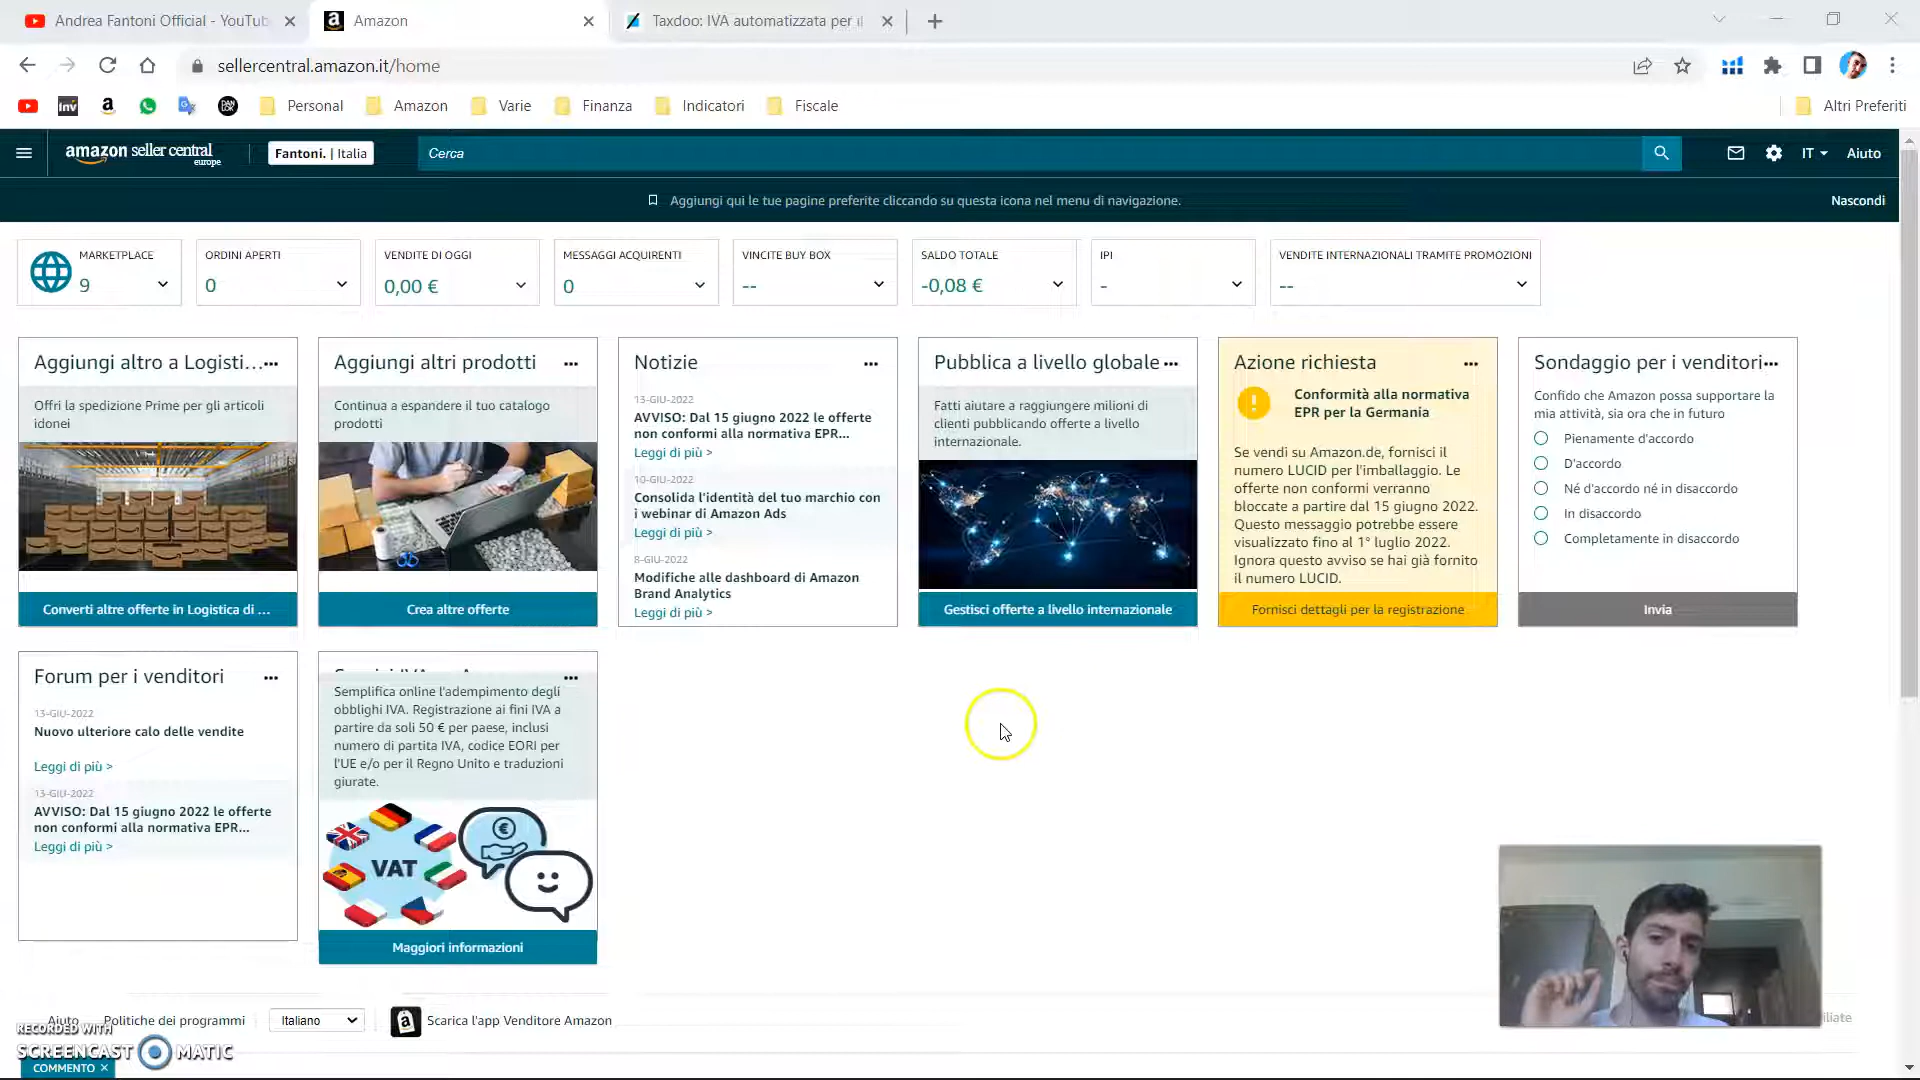 Andrea Fantoni Official - YouTub
Amazon
Taxdoo: IVA automatizzata per il
sellercentral.amazon.it/home
Inv
a
DAN LOK
Personal
Amazon
Varie
Finanza
Indicatori
Fiscale
Altri Preferiti
amazon seller central
europe
Fantoni. | Italia
Cerca
IT
Aiuto
Aggiungi qui le tue pagine preferite cliccando su questa icona nel menu di navigazione.
Nascondi
MARKETPLACE
9
ORDINI APERTI
0
VENDITE DI OGGI
0,00 €
MESSAGGI ACQUIRENTI
0
VINCITE BUY BOX
--
SALDO TOTALE
-0,08 €
IPI
-
VENDITE INTERNAZIONALI TRAMITE PROMOZIONI
--
Aggiungi altro a Logisti...
Offri la spedizione Prime per gli articoli
idonei
Converti altre offerte in Logistica di ...
Aggiungi altri prodotti
Continua a espandere il tuo catalogo
prodotti
Crea altre offerte
Notizie
13-GIU-2022
AVVISO: Dal 15 giugno 2022 le offerte
non conformi alla normativa EPR...
Leggi di più >
10-GIU-2022
Consolida l'identità del tuo marchio con
i webinar di Amazon Ads
Leggi di più >
8-GIU-2022
Modifiche alle dashboard di Amazon
Brand Analytics
Leggi di più >
Pubblica a livello globale
Fatti aiutare a raggiungere milioni di
clienti pubblicando offerte a livello
internazionale.
Gestisci offerte a livello internazionale
Azione richiesta
Conformità alla normativa
EPR per la Germania
Se vendi su Amazon.de, fornisci il
numero LUCID per l'imballaggio. Le
offerte non conformi verranno
bloccate a partire dal 15 giugno 2022.
Questo messaggio potrebbe essere
visualizzato fino al 1° luglio 2022.
Ignora questo avviso se hai già fornito
il numero LUCID.
Fornisci dettagli per la registrazione
Sondaggio per i venditori
Confido che Amazon possa supportare la
mia attività, sia ora che in futuro
Pienamente d'accordo
D'accordo
Né d'accordo né in disaccordo
In disaccordo
Completamente in disaccordo
Invia
Forum per i venditori
13-GIU-2022
Nuovo ulteriore calo delle vendite
Leggi di più >
13-GIU-2022
AVVISO: Dal 15 giugno 2022 le offerte
non conformi alla normativa EPR...
Leggi di più >
Semplifica online l'adempimento degli
obblighi IVA. Registrazione ai fini IVA a
partire da soli 50 € per paese, inclusi
numero di partita IVA, codice EORI per
l'UE e/o per il Regno Unito e traduzioni
giurate.
VAT
€
Maggiori informazioni
Aiuto
Politiche dei programmi
Italiano
a
Scarica l'app Venditore Amazon
RECORDED WITH
SCREENCAST MATIC
COMMENTO ×